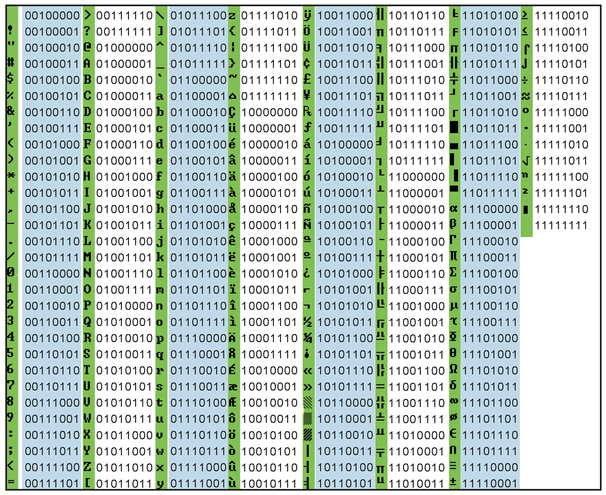 00100000 > 00111110 \ 01011100 z 01111010 ÿ 10011000 ╢ 10110110 ╘ 11010100 ≥ 11110010
! 00100001 ? 00111111 ] 01011101 { 01111011 Ö 10011001 ╖ 10110111 ╒ 11010101 ≤ 11110011
" 00100010 @ 01000000 ^ 01011110 ¦ 01111100 Ü 10011010 ╕ 10111000 ╓ 11010110 ⌠ 11110100
# 00100011 A 01000001 _ 01011111 } 01111101 ¢ 10011011 ╣ 10111001 ╫ 11010111 ⌡ 11110101
$ 00100100 B 01000010 ` 01100000 ~ 01111110 £ 10011100 ║ 10111010 ╪ 11011000 ÷ 11110110
% 00100101 C 01000011 a 01100001 ⌂ 01111111 ¥ 10011101 ╗ 10111011 ┘ 11011001 ≈ 11110111
& 00100110 D 01000100 b 01100010 Ç 10000000 ₧ 10011110 ╝ 10111100 ┌ 11011010 ° 11111000
' 00100111 E 01000101 c 01100011 ü 10000001 ƒ 10011111 ╜ 10111101 █ 11011011 ∙ 11111001
( 00101000 F 01000110 d 01100100 é 10000010 á 10100000 ╛ 10111110 ▄ 11011100 · 11111010
) 00101001 G 01000111 e 01100101 â 10000011 í 10100001 ┐ 10111111 ▌ 11011101 √ 11111011
* 00101010 H 01001000 f 01100110 ä 10000100 ó 10100010 └ 11000000 ▐ 11011110 ⁿ 11111100
+ 00101011 I 01001001 g 01100111 à 10000101 ú 10100011 ┴ 11000001 ▀ 11011111 ² 11111101
, 00101100 J 01001010 h 01101000 å 10000110 ñ 10100100 ┬ 11000010 α 11100000 ■ 11111110
- 00101101 K 01001011 i 01101001 ç 10000111 Ñ 10100101 ├ 11000011 β 11100001 11111111
. 00101110 L 01001100 j 01101010 ê 10001000 ª 10100110 ─ 11000100 Γ 11100010
/ 00101111 M 01001101 k 01101011 ë 10001001 º 10100111 ┼ 11000101 π 11100011
0 00110000 N 01001110 l 01101100 è 10001010 ¿ 10101000 ╞ 11000110 Σ 11100100
1 00110001 O 01001111 m 01101101 ï 10001011 ⌐ 10101001 ╟ 11000111 σ 11100101
2 00110010 P 01010000 n 01101110 î 10001100 ¬ 10101010 ╚ 11001000 µ 11100110
3 00110011 Q 01010001 o 01101111 ì 10001101 ½ 10101011 ╔ 11001001 τ 11100111
4 00110100 R 01010010 p 01110000 Ä 10001110 ¼ 10101100 ╩ 11001010 Φ 11101000
5 00110101 S 01010011 q 01110001 Å 10001111 ¡ 10101101 ╦ 11001011 Θ 11101001
6 00110110 T 01010100 r 01110010 É 10010000 « 10101110 ╠ 11001100 Ω 11101010
7 00110111 U 01010101 s 01110011 æ 10010001 » 10101111 ═ 11001101 δ 11101011
8 00111000 V 01010110 t 01110100 Æ 10010010 ░ 10110000 ╬ 11001110 ∞ 11101100
9 00111001 W 01010111 u 01110101 ô 10010011 ▒ 10110001 ╧ 11001111 ø 11101101
: 00111010 X 01011000 v 01110110 ö 10010100 ▓ 10110010 ╨ 11010000 ∈ 11101110
; 00111011 Y 01011001 w 01110111 ò 10010101 │ 10110011 ╤ 11010001 ∩ 11101111
< 00111100 Z 01011010 x 01111000 û 10010110 ┤ 10110100 ╥ 11010010 ≡ 11110000
= 00111101 [ 01011011 y 01111001 ù 10010111 ╡ 10110101 ╙ 11010011 ± 11110001